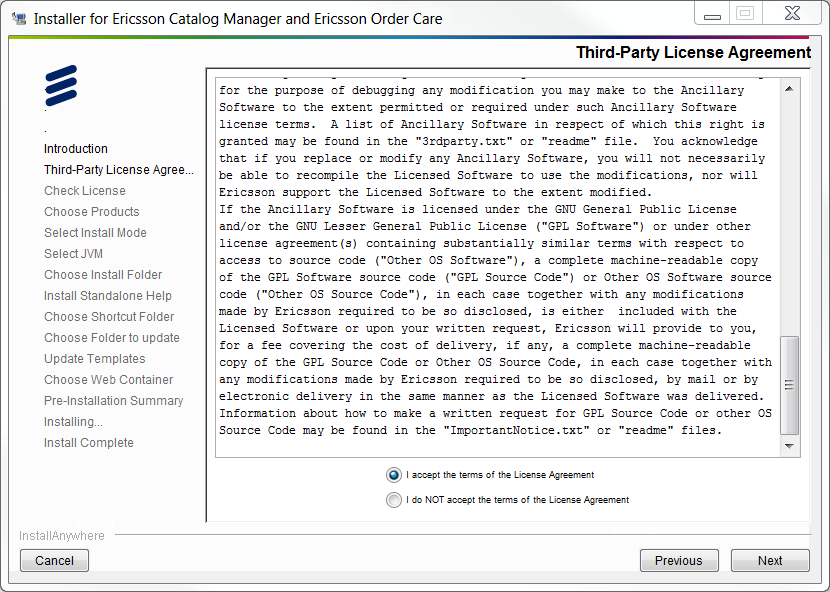 Installer for Ericsson Catalog Manager and Ericsson Order Care
Third-Party License Agreement
Introduction
Third-Party License Agree...
Check License
Choose Products
Select Install Mode
Select JVM
Choose Install Folder
Install Standalone Help
Choose Shortcut Folder
Choose Folder to update
Update Templates
Choose Web Container
Pre-Installation Summary
Installing...
Install Complete
for the purpose of debugging any modification you may make to the Ancillary
Software to the extent permitted or required under such Ancillary Software
license terms.  A list of Ancillary Software in respect of which this right is
granted may be found in the "3rdparty.txt" or "readme" file.  You acknowledge
that if you replace or modify any Ancillary Software, you will not necessarily
be able to recompile the Licensed Software to use the modifications, nor will
Ericsson support the Licensed Software to the extent modified.
If the Ancillary Software is licensed under the GNU General Public License
and/or the GNU Lesser General Public License ("GPL Software") or under other
license agreement(s) containing substantially similar terms with respect to
access to source code ("Other OS Software"), a complete machine-readable copy
of the GPL Software source code ("GPL Source Code") or Other OS Software source
code ("Other OS Source Code"), in each case together with any modifications
made by Ericsson required to be so disclosed, is either  included with the
Licensed Software or upon your written request, Ericsson will provide to you,
for a fee covering the cost of delivery, if any, a complete machine-readable
copy of the GPL Source Code or Other OS Source Code, in each case together with
any modifications made by Ericsson required to be so disclosed, by mail or by
electronic delivery in the same manner as the Licensed Software was delivered.
Information about how to make a written request for GPL Source Code or other OS
Source Code may be found in the "ImportantNotice.txt" or "readme" files.
I accept the terms of the License Agreement
I do NOT accept the terms of the License Agreement
InstallAnywhere
Cancel
Previous
Next